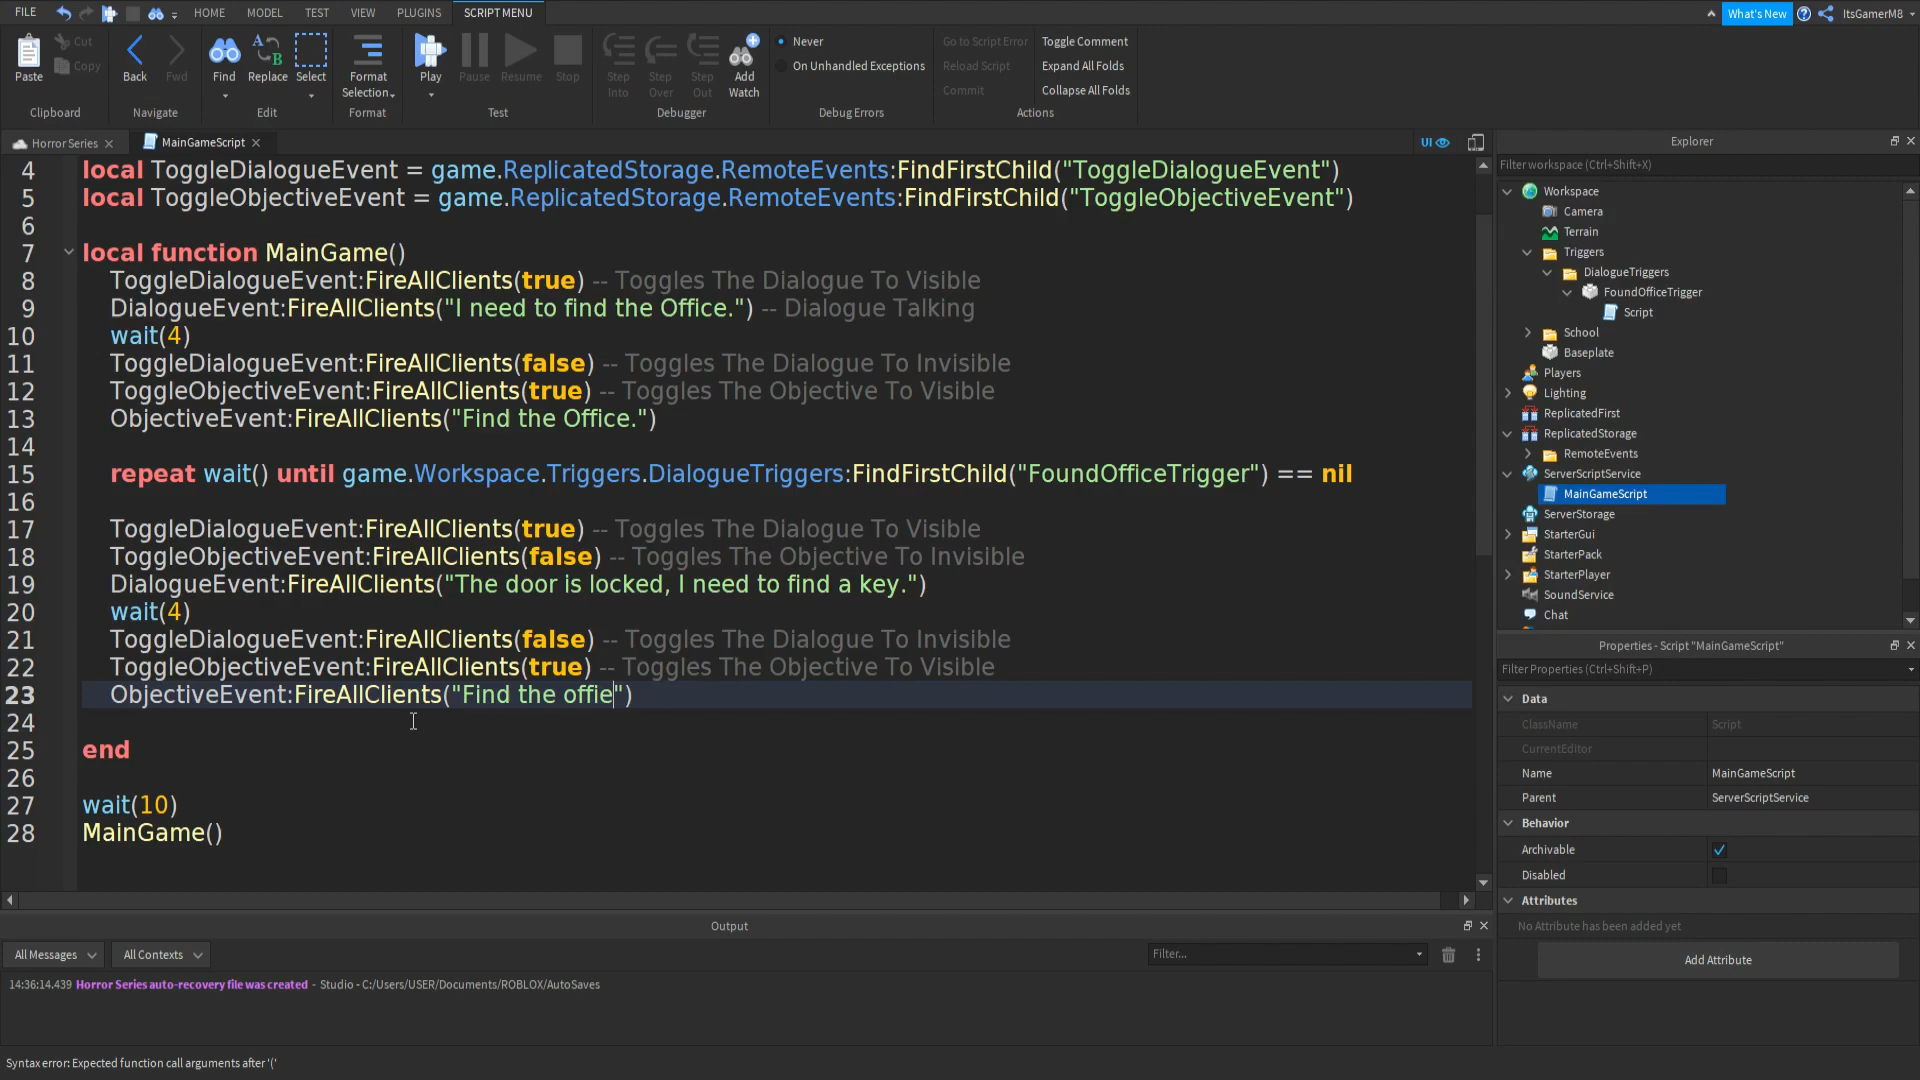 FILE HOME MODEL TEST VIEW PLUGINS SCRIPT MENU What's New ItsGamerM8
Paste Cut Copy Clipboard
Back Fwd Navigate
Find Replace Select Edit
Format Selection Format
Play Pause Resume Stop Test
Step Into Step Over Step Out Add Watch Debugger
Never
On Unhandled Exceptions
Debug Errors
Go to Script Error Toggle Comment
Reload Script Expand All Folds
Commit Collapse All Folds
Actions
Horror Series MainGameScript UI
4 local ToggleDialogueEvent = game.ReplicatedStorage.RemoteEvents:FindFirstChild("ToggleDialogueEvent")
5 local ToggleObjectiveEvent = game.ReplicatedStorage.RemoteEvents:FindFirstChild("ToggleObjectiveEvent")
6
7 local function MainGame()
8 ToggleDialogueEvent:FireAllClients(true) -- Toggles The Dialogue To Visible
9 DialogueEvent:FireAllClients("I need to find the Office.") -- Dialogue Talking
10 wait(4)
11 ToggleDialogueEvent:FireAllClients(false) -- Toggles The Dialogue To Invisible
12 ToggleObjectiveEvent:FireAllClients(true) -- Toggles The Objective To Visible
13 ObjectiveEvent:FireAllClients("Find the Office.")
14
15 repeat wait() until game.Workspace.Triggers.DialogueTriggers:FindFirstChild("FoundOfficeTrigger") == nil
16
17 ToggleDialogueEvent:FireAllClients(true) -- Toggles The Dialogue To Visible
18 ToggleObjectiveEvent:FireAllClients(false) -- Toggles The Objective To Invisible
19 DialogueEvent:FireAllClients("The door is locked, I need to find a key.")
20 wait(4)
21 ToggleDialogueEvent:FireAllClients(false) -- Toggles The Dialogue To Invisible
22 ToggleObjectiveEvent:FireAllClients(true) -- Toggles The Objective To Visible
23 ObjectiveEvent:FireAllClients("Find the offie")
24
25 end
26
27 wait(10)
28 MainGame()
Explorer
Filter workspace (Ctrl+Shift+X)
Workspace
Camera
Terrain
Triggers
DialogueTriggers
FoundOfficeTrigger
Script
School
Baseplate
Players
Lighting
ReplicatedFirst
ReplicatedStorage
RemoteEvents
ServerScriptService
MainGameScript
ServerStorage
StarterGui
StarterPack
StarterPlayer
SoundService
Chat
Properties - Script "MainGameScript"
Filter Properties (Ctrl+Shift+P)
Data
ClassName Script
CurrentEditor
Name MainGameScript
Parent ServerScriptService
Behavior
Archivable
Disabled
Attributes
No Attribute has been added yet
Add Attribute
Output
All Messages All Contexts Filter...
14:36:14.439 Horror Series auto-recovery file was created - Studio - C:/Users/USER/Documents/ROBLOX/AutoSaves
Syntax error: Expected function call arguments after '('